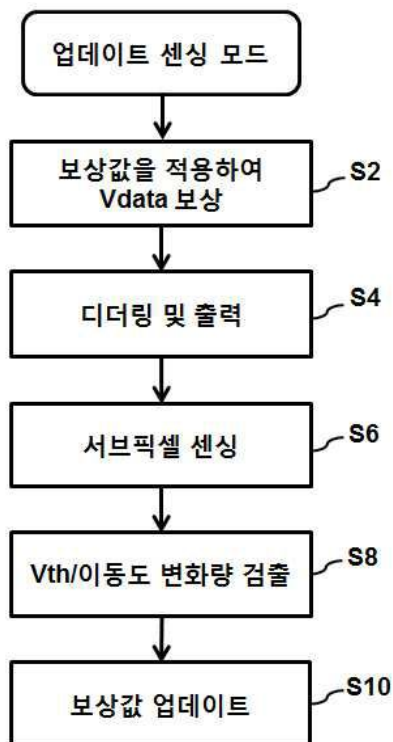 업데이트 센싱 모드
보상값을 적용하여
Vdata 보상
S2
디더링 및 출력
S4
서브픽셀 센싱
S6
Vth/이동도 변화량 검출
S8
보상값 업데이트
S10